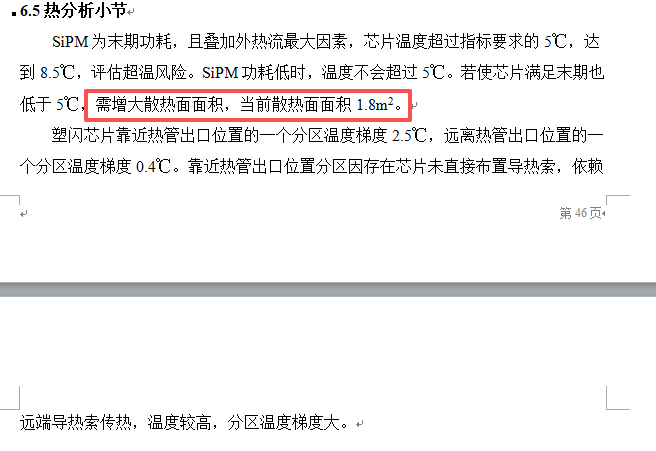 6.5 热分析小节
SiPM 为末期功耗，且叠加外热流最大因素，芯片温度超过指标要求的 5℃，达
到 8.5℃，评估超温风险。SiPM 功耗低时，温度不会超过 5℃。若使芯片满足末期也
低于 5℃，需增大散热面面积，当前散热面面积 1.8m²。
塑闪芯片靠近热管出口位置的一个分区温度梯度 2.5℃，远离热管出口位置的一
个分区温度梯度 0.4℃。靠近热管出口位置分区因存在芯片未直接布置导热索，依赖
第 46页
远端导热索传热，温度较高，分区温度梯度大。